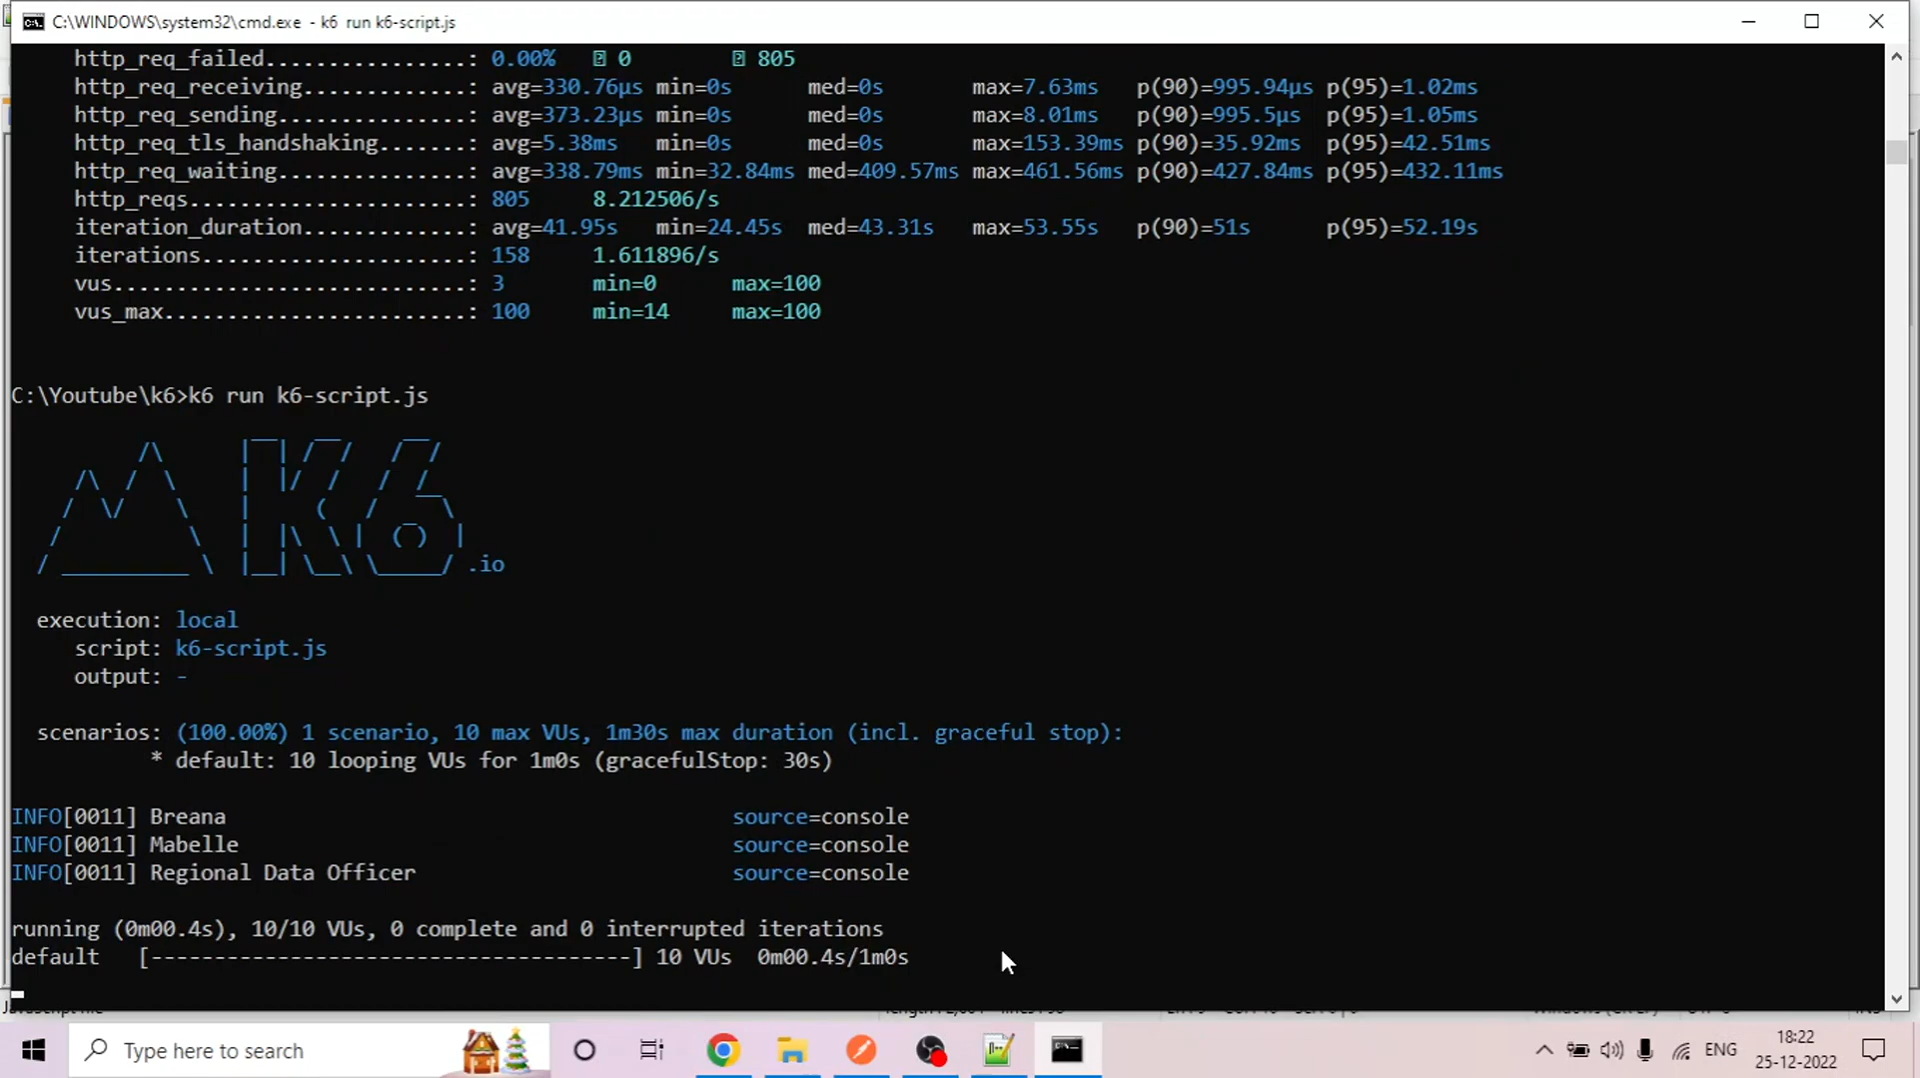 C:\WINDOWS\system32\cmd.exe - k6 run k6-script.js
http_req_failed................: 0.00% 0 805
http_req_receiving.............: avg=330.76µs min=0s med=0s max=7.63ms p(90)=995.94µs p(95)=1.02ms
http_req_sending...............: avg=373.23µs min=0s med=0s max=8.01ms p(90)=995.5µs p(95)=1.05ms
http_req_tls_handshaking.......: avg=5.38ms min=0s med=0s max=153.39ms p(90)=35.92ms p(95)=42.51ms
http_req_waiting...............: avg=338.79ms min=32.84ms med=409.57ms max=461.56ms p(90)=427.84ms p(95)=432.11ms
http_reqs......................: 805 8.212506/s
iteration_duration.............: avg=41.95s min=24.45s med=43.31s max=53.55s p(90)=51s p(95)=52.19s
iterations.....................: 158 1.611896/s
vus............................: 3 min=0 max=100
vus_max........................: 100 min=14 max=100
C:\Youtube\k6>k6 run k6-script.js
K6
.io
execution: local
script: k6-script.js
output: -
scenarios: (100.00%) 1 scenario, 10 max VUs, 1m30s max duration (incl. graceful stop):
* default: 10 looping VUs for 1m0s (gracefulStop: 30s)
INFO[0011] Breana source=console
INFO[0011] Mabelle source=console
INFO[0011] Regional Data Officer source=console
running (0m00.4s), 10/10 VUs, 0 complete and 0 interrupted iterations
default [--------------------------------------] 10 VUs 0m00.4s/1m0s
Type here to search
ENG
18:22
25-12-2022